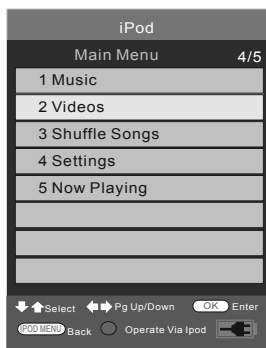 iPod
Main Menu 4/5
1 Music
2 Videos
3 Shuffle Songs
4 Settings
5 Now Playing
Select Pg Up/Down OK Enter
IPOD MENU Back Operate Via Ipod